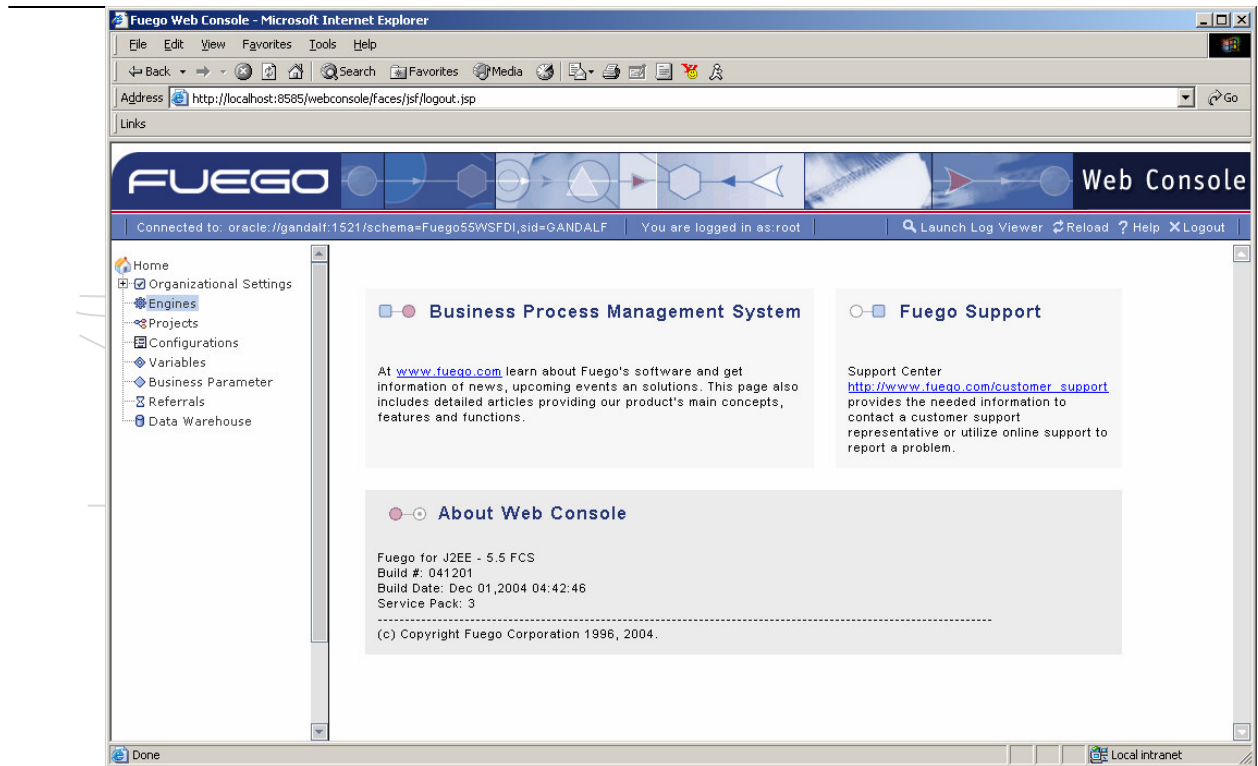 Fuego Web Console - Microsoft Internet Explorer
File Edit View Favorites Tools Help
Back Search Favorites Media
Address http://localhost:8585/webconsole/faces/jsf/logout.jsp Go
Links
FUEGO Web Console
Connected to: oracle://gandalf:1521/schema=Fuego55WSFDI,sid=GANDALF You are logged in as:root Launch Log Viewer Reload ? Help Logout
Home
Organizational Settings
Engines
Projects
Configurations
Variables
Business Parameter
Referrals
Data Warehouse
Business Process Management System
At www.fuego.com learn about Fuego's software and get
information of news, upcoming events an solutions. This page also
includes detailed articles providing our product's main concepts,
features and functions.
Fuego Support
Support Center
http://www.fuego.com/customer_support
provides the needed information to
contact a customer support
representative or utilize online support to
report a problem.
About Web Console
Fuego for J2EE - 5.5 FCS
Build #: 041201
Build Date: Dec 01,2004 04:42:46
Service Pack: 3
(c) Copyright Fuego Corporation 1996, 2004.
Done Local intranet